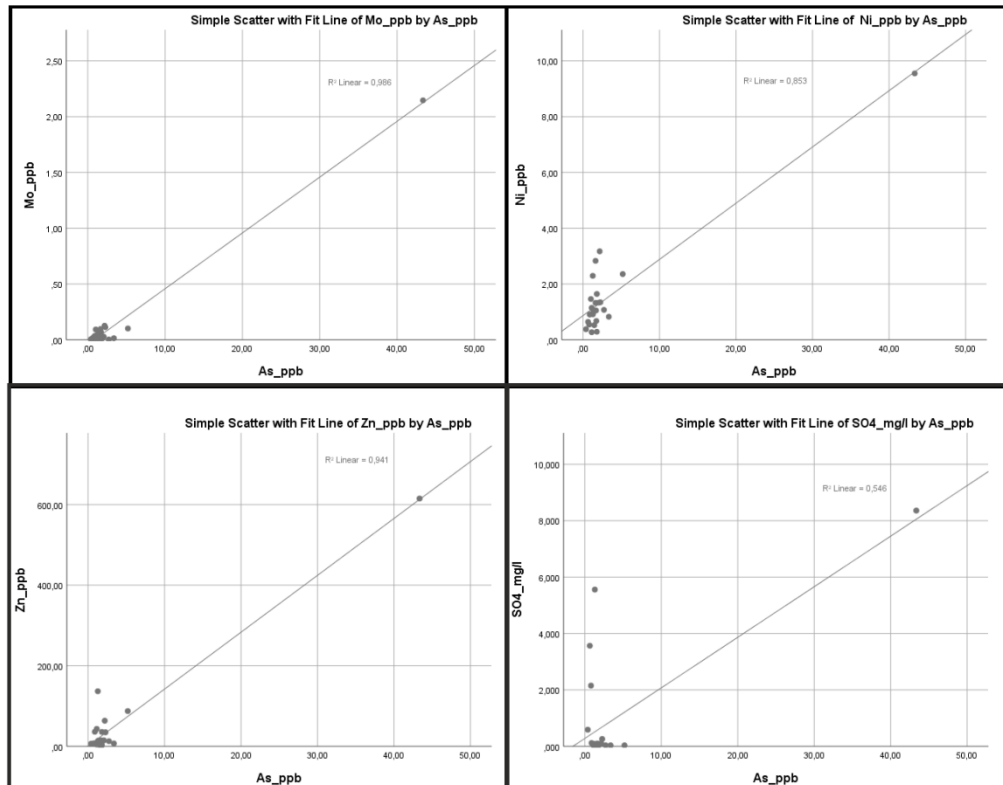 Simple Scatter with Fit Line of Mo_ppb by As_ppb
R² Linear = 0,986
2,50
2,00
1,50
1,00
,50
,00
Mo_ppb
,00 10,00 20,00 30,00 40,00 50,00
As_ppb
Simple Scatter with Fit Line of Ni_ppb by As_ppb
R² Linear = 0,853
10,00
8,00
6,00
4,00
2,00
,00
Ni_ppb
,00 10,00 20,00 30,00 40,00 50,00
As_ppb
Simple Scatter with Fit Line of Zn_ppb by As_ppb
R² Linear = 0,941
600,00
400,00
200,00
,00
Zn_ppb
,00 10,00 20,00 30,00 40,00 50,00
As_ppb
Simple Scatter with Fit Line of SO4_mg/l by As_ppb
R² Linear = 0,546
10,000
8,000
6,000
4,000
2,000
,000
SO4_mg/l
,00 10,00 20,00 30,00 40,00 50,00
As_ppb